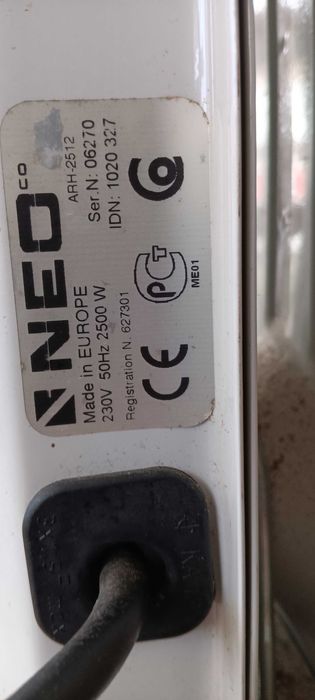 NEO CO
ARH-2512
Ser.N: 06270
IDN: 1020 327
Made in EUROPE
230V 50Hz 2500 W
Registration N. 627301
CE
РСТ
ME01